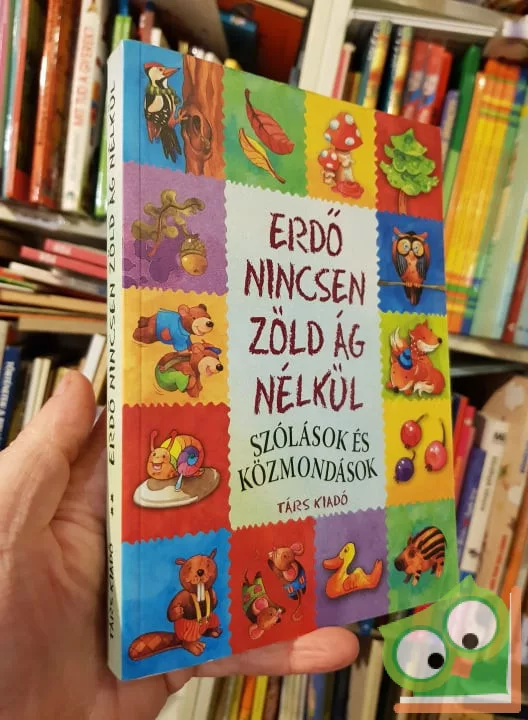 ERDŐ
NINCSEN
ZÖLD ÁG
NÉLKÜL
SZÓLÁSOK ÉS
KÖZMONDÁSOK
TÁRS KIADÓ
TÁRS KIADÓ ** ERDŐ NINCSEN ZÖLD ÁG NÉLKÜL